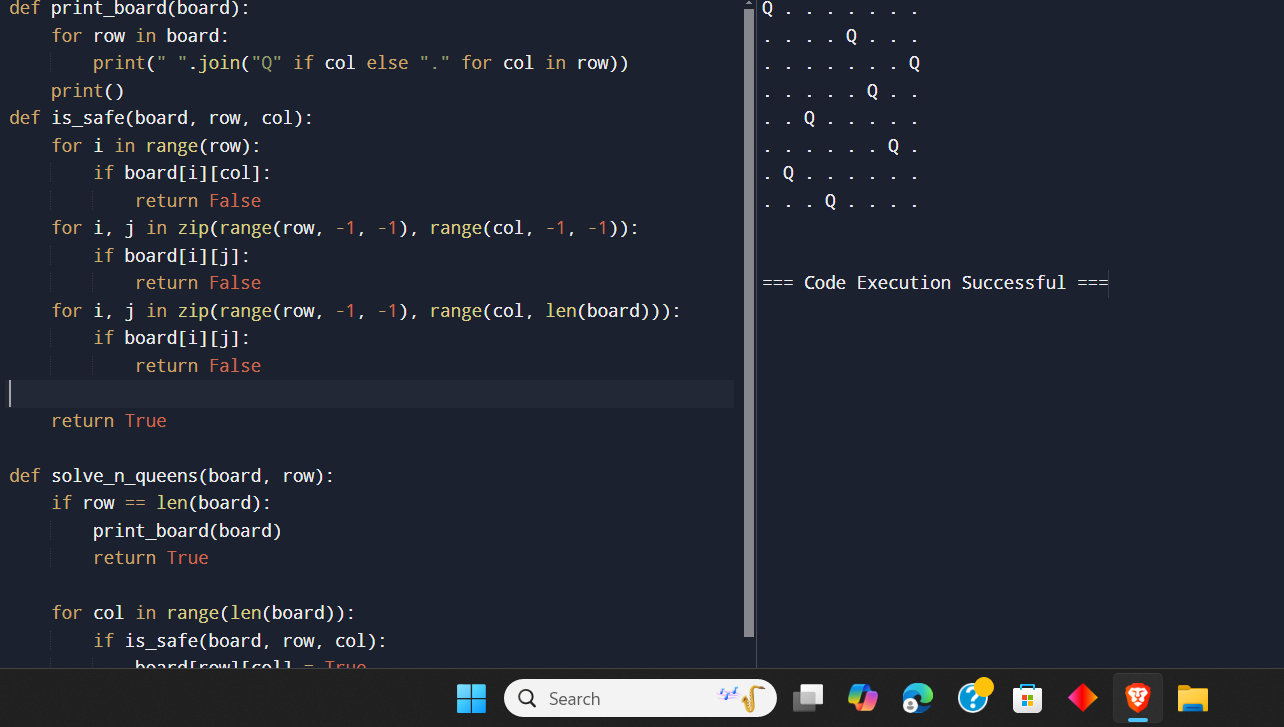 def print_board(board):
    for row in board:
        print(" ".join("Q" if col else "." for col in row))
    print()
def is_safe(board, row, col):
    for i in range(row):
        if board[i][col]:
            return False
    for i, j in zip(range(row, -1, -1), range(col, -1, -1)):
        if board[i][j]:
            return False
    for i, j in zip(range(row, -1, -1), range(col, len(board))):
        if board[i][j]:
            return False

    return True

def solve_n_queens(board, row):
    if row == len(board):
        print_board(board)
        return True

    for col in range(len(board)):
        if is_safe(board, row, col):
            board[row][col] = True
Q . . . . . . .
. . . . Q . . .
. . . . . . . Q
. . . . . Q . .
. . Q . . . . .
. . . . . . Q .
. Q . . . . . .
. . . Q . . . .
=== Code Execution Successful ===
Search